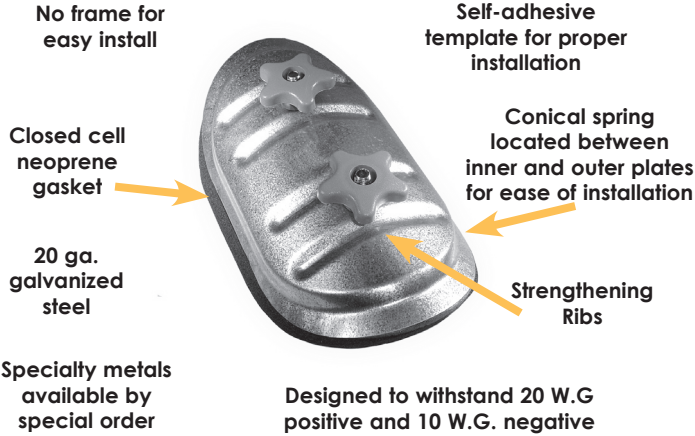 No frame for
easy install
Self-adhesive
template for proper
installation
Closed cell
neoprene
gasket
Conical spring
located between
inner and outer plates
for ease of installation
20 ga.
galvanized
steel
Strengthening
Ribs
Specialty metals
available by
special order
Designed to withstand 20 W.G
positive and 10 W.G. negative